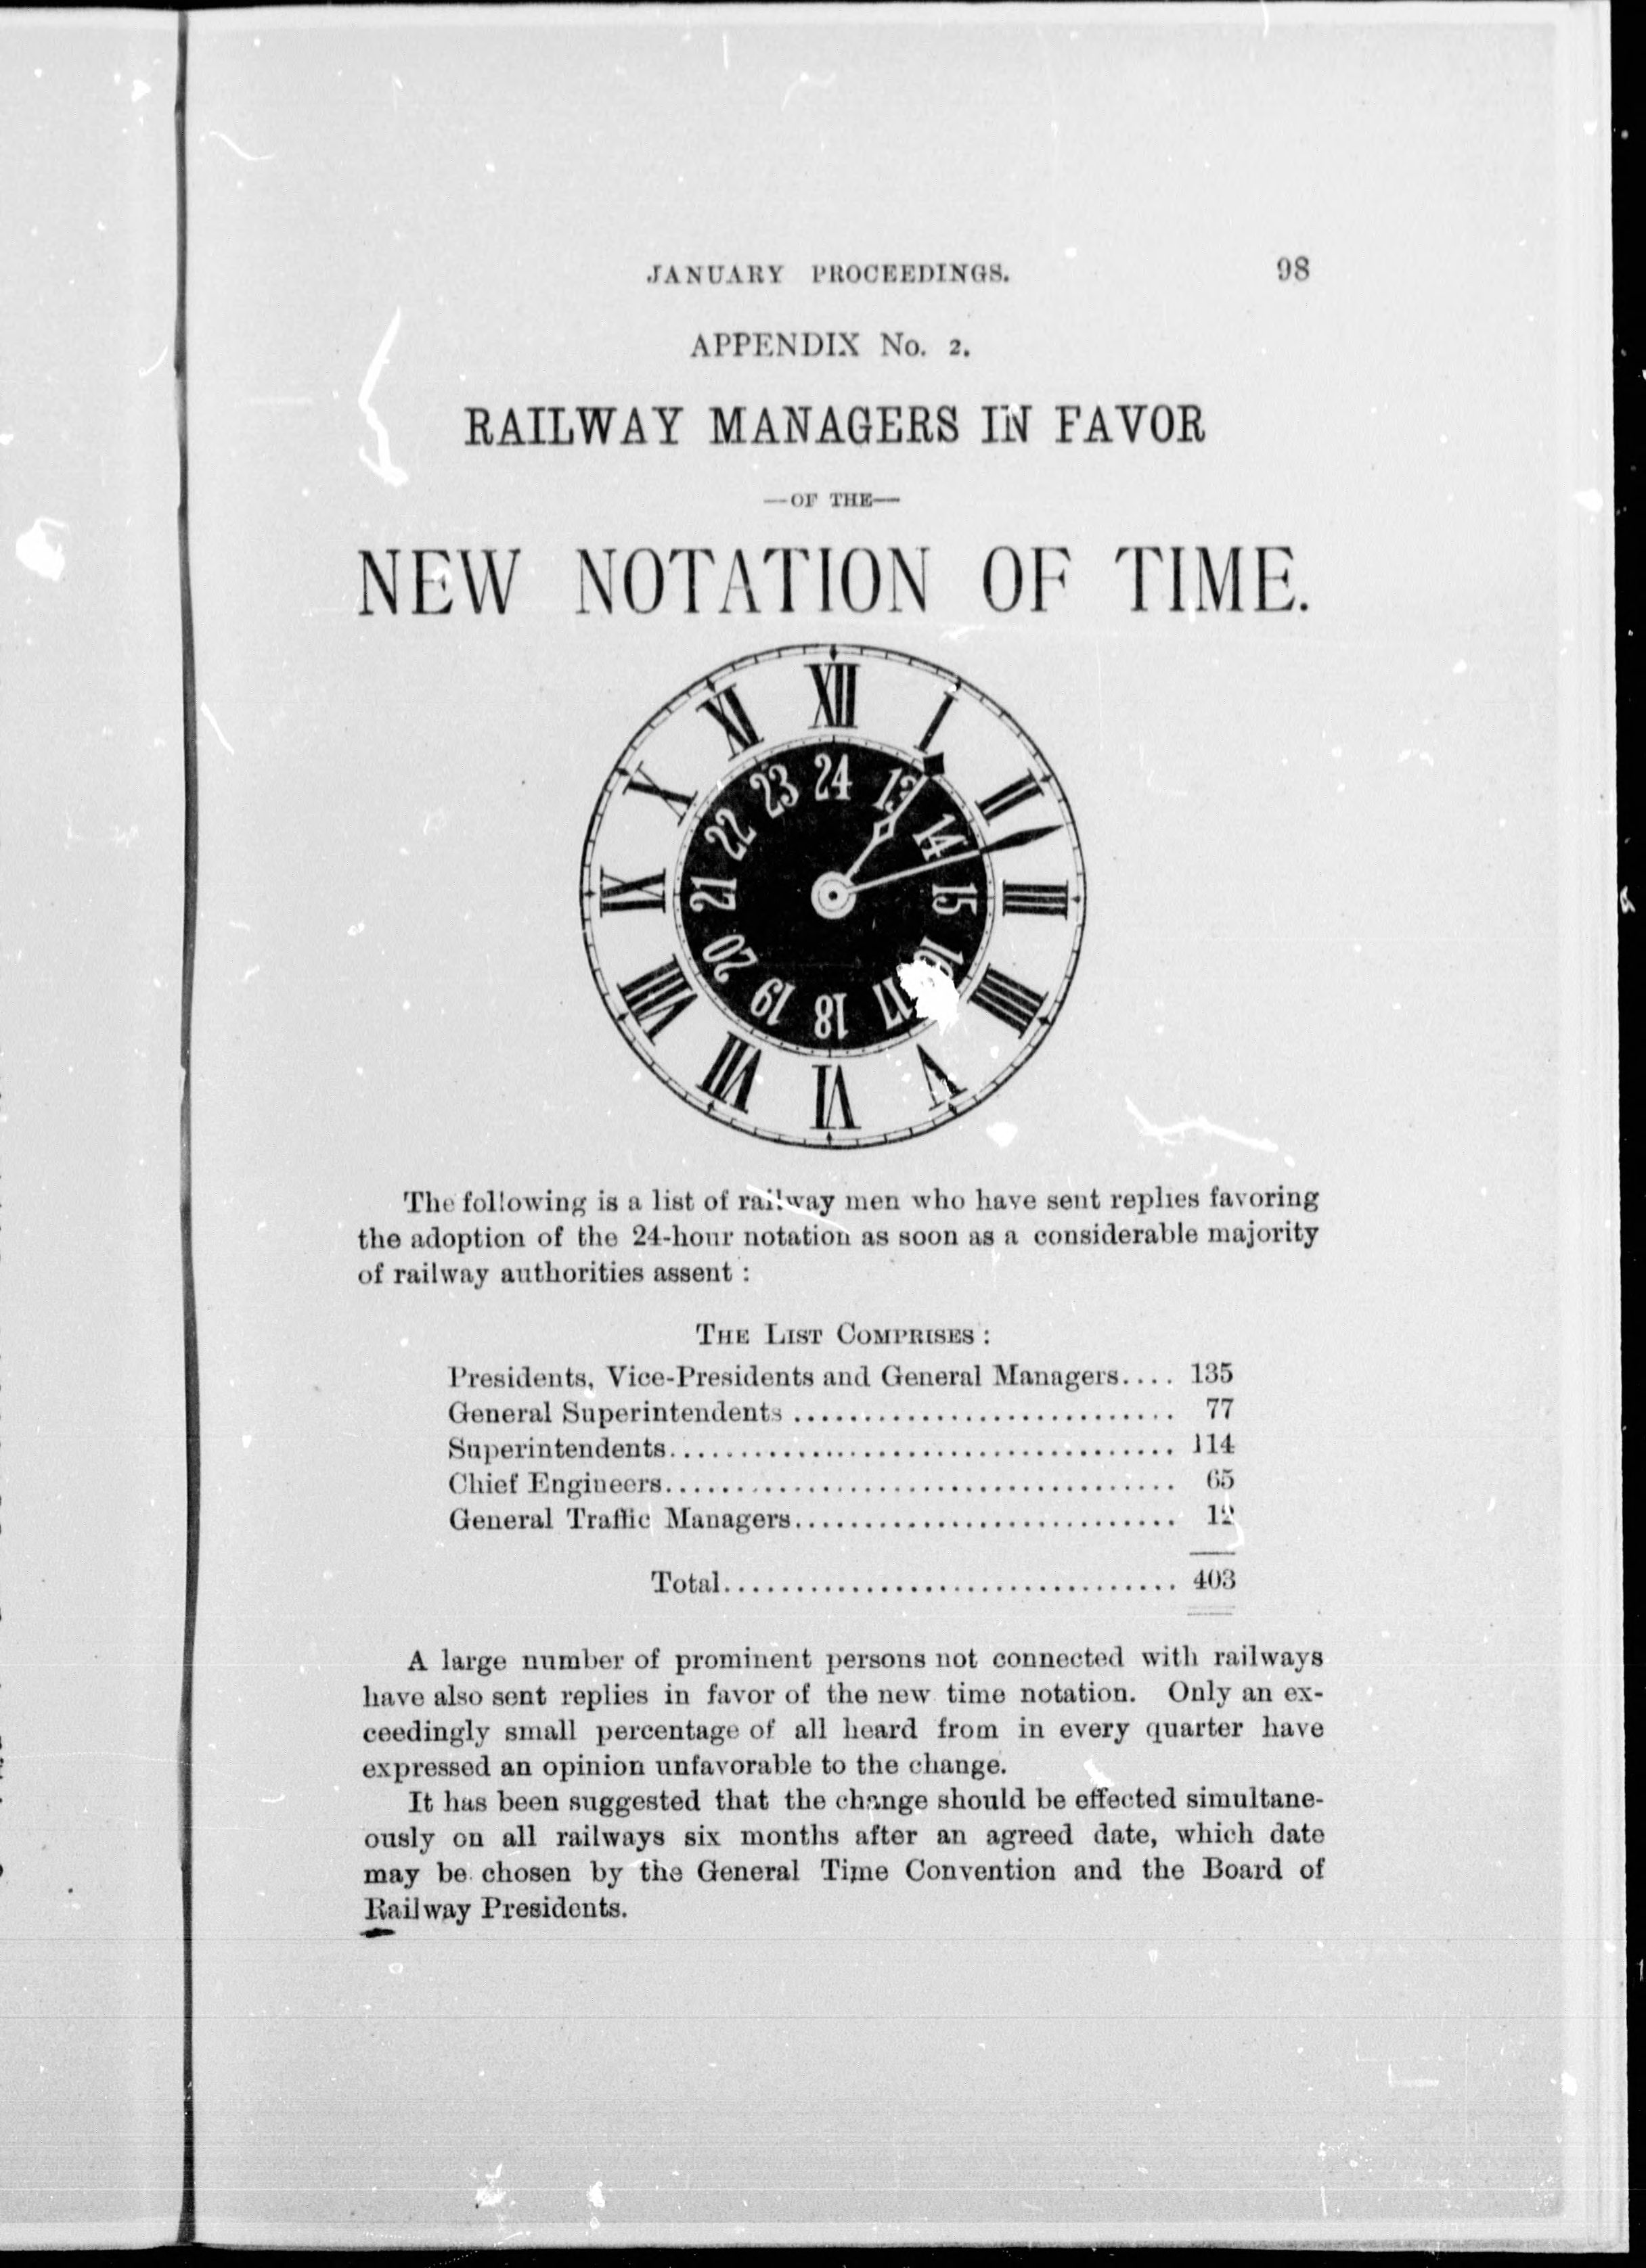 JANUARY PROCEEDINGS. 98
APPENDIX No. 2.
RAILWAY MANAGERS IN FAVOR
—OF THE—
NEW NOTATION OF TIME.
XII
I
II
III
IIII
V
VI
VII
VIII
IX
X
XI
24
13
14
15
16
17
18
19
20
21
22
23
The following is a list of railway men who have sent replies favoring
the adoption of the 24-hour notation as soon as a considerable majority
of railway authorities assent :
THE LIST COMPRISES :
Presidents, Vice-Presidents and General Managers.... 135
General Superintendents ........................... 77
Superintendents.................................... 114
Chief Engineers.................................... 65
General Traffic Managers........................... 12
Total................................ 403
A large number of prominent persons not connected with railways
have also sent replies in favor of the new time notation. Only an ex-
ceedingly small percentage of all heard from in every quarter have
expressed an opinion unfavorable to the change.
It has been suggested that the change should be effected simultane-
ously on all railways six months after an agreed date, which date
may be chosen by the General Time Convention and the Board of
Railway Presidents.